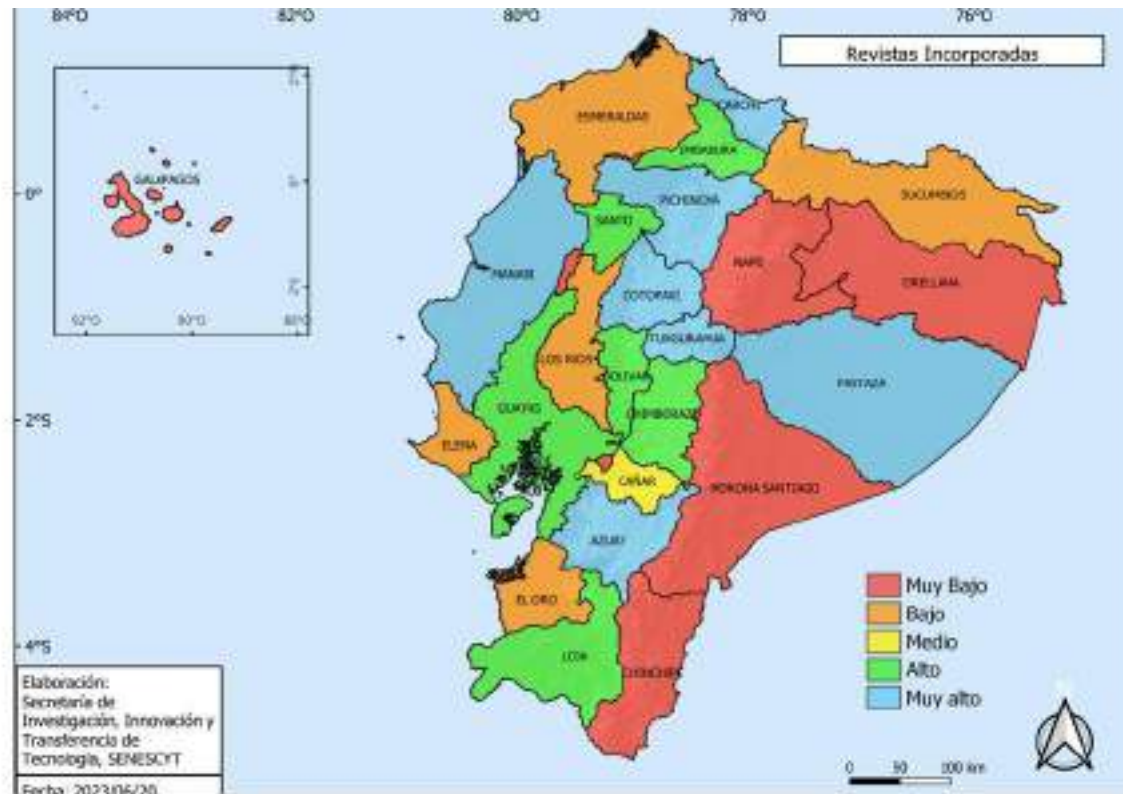 84°O
82°O
80°O
78°O
76°O
Revistas Incorporadas
ESMERALDAS
CARCHI
IMBABURA
GALAPAGOS
0°
SUCUMBIOS
PICHINCHA
SANTO
NAPO
ORELLANA
MANABI
COTOPAXI
92°O
90°O
TUNGURAHUA
LOS RIOS
BOLIVAR
PASTAZA
GUAYAS
CHIMBORAZO
2°S
ELENA
CAÑAR
MORONA SANTIAGO
AZUAY
EL ORO
LOJA
CHINCHIPE
4°S
Muy Bajo
Bajo
Medio
Alto
Muy alto
Elaboración:
Secretaría de
Investigación, Innovación y
Transferencia de
Tecnología, SENESCYT
Fecha: 2023/06/20
0 50 100 km